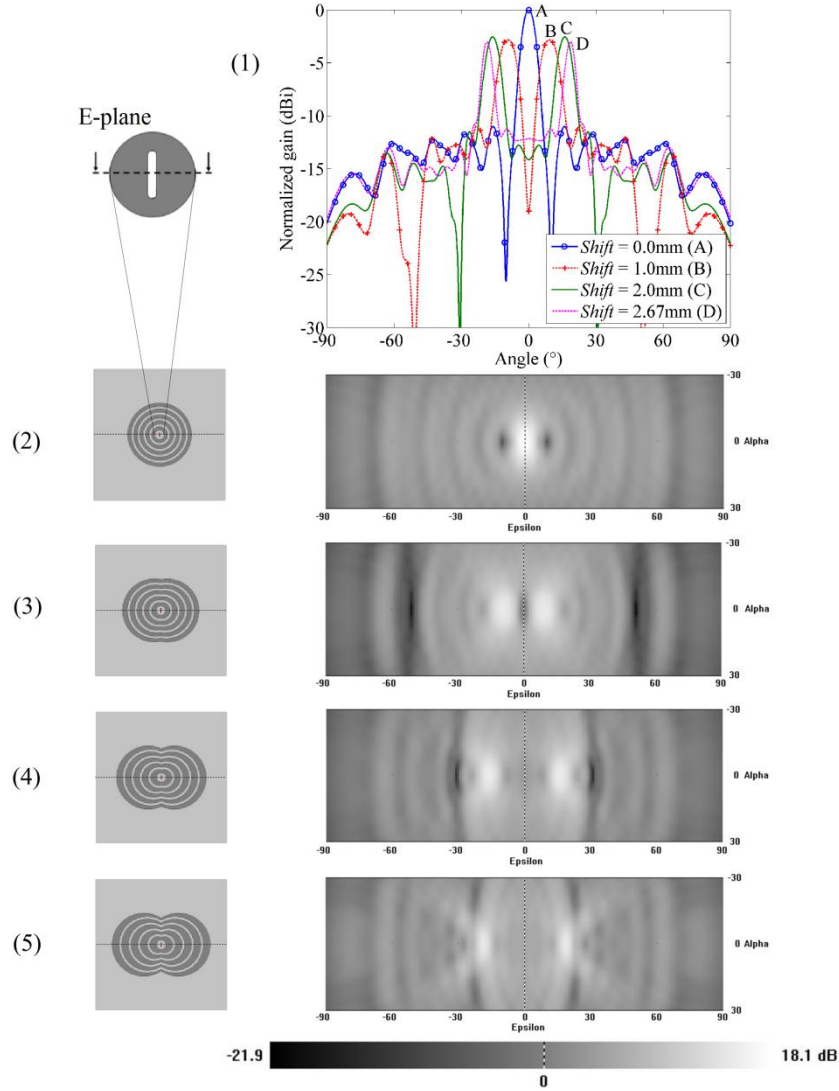 (1)
0
-5
-10
-15
-20
-25
-30
Normalized gain (dBi)
A
B
C
D
Shift = 0.0mm (A)
Shift = 1.0mm (B)
Shift = 2.0mm (C)
Shift = 2.67mm (D)
-90 -60 -30 0 30 60 90
Angle (°)
E-plane
(2)
-30
0 Alpha
30
-90 -60 -30 0 30 60 90
Epsilon
(3)
-30
0 Alpha
30
-90 -60 -30 0 30 60 90
Epsilon
(4)
-30
0 Alpha
30
-90 -60 -30 0 30 60 90
Epsilon
(5)
-30
0 Alpha
30
-90 -60 -30 0 30 60 90
Epsilon
-21.9 18.1 dB
0